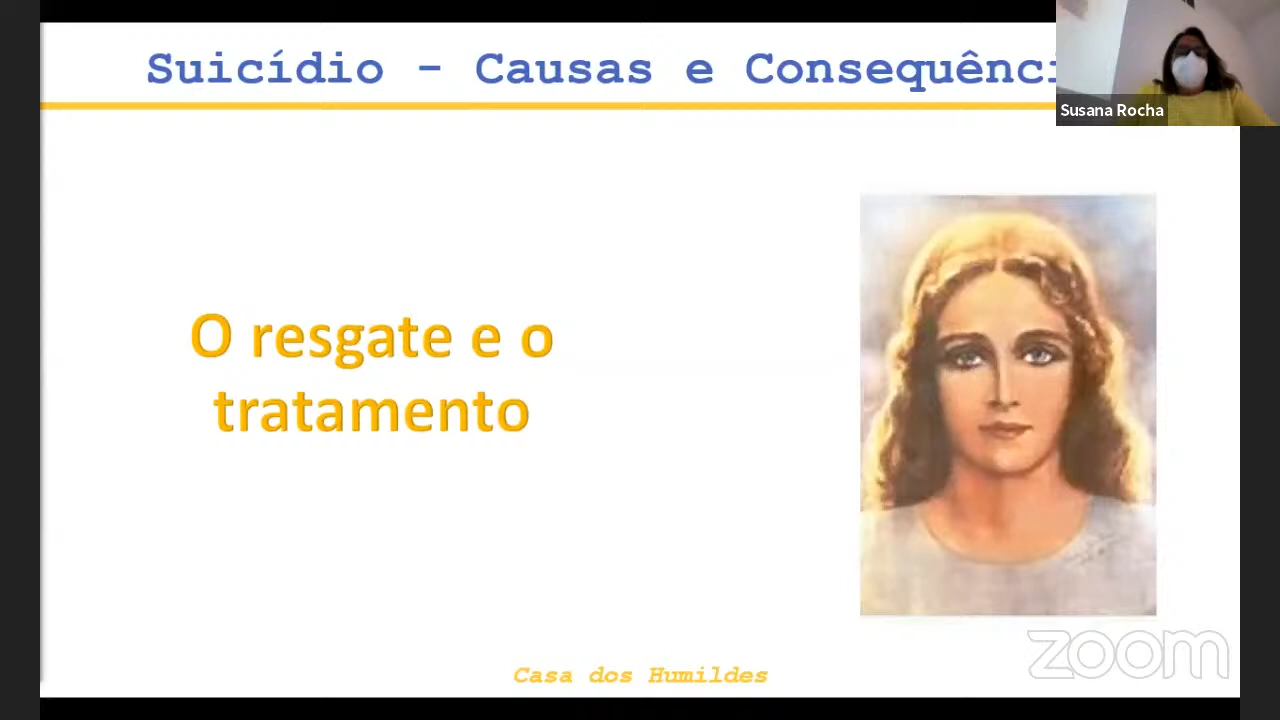 Suicídio - Causas e Consequênci
Susana Rocha
O resgate e o
tratamento
zoom
Casa dos Humildes